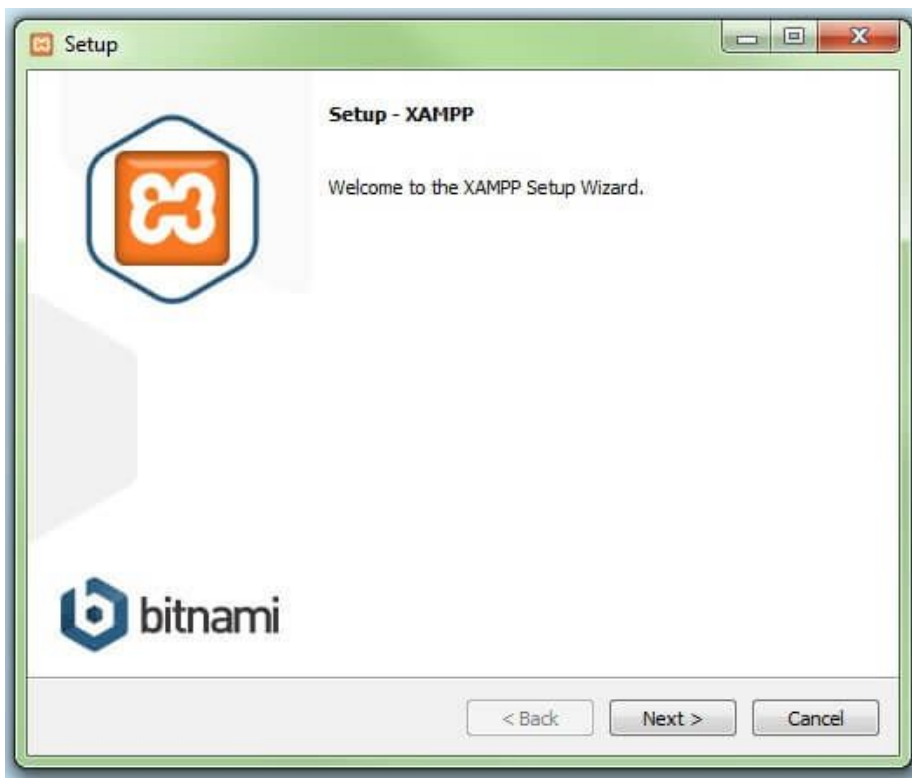 Setup
Setup - XAMPP
Welcome to the XAMPP Setup Wizard.
bitnami
< Back
Next >
Cancel